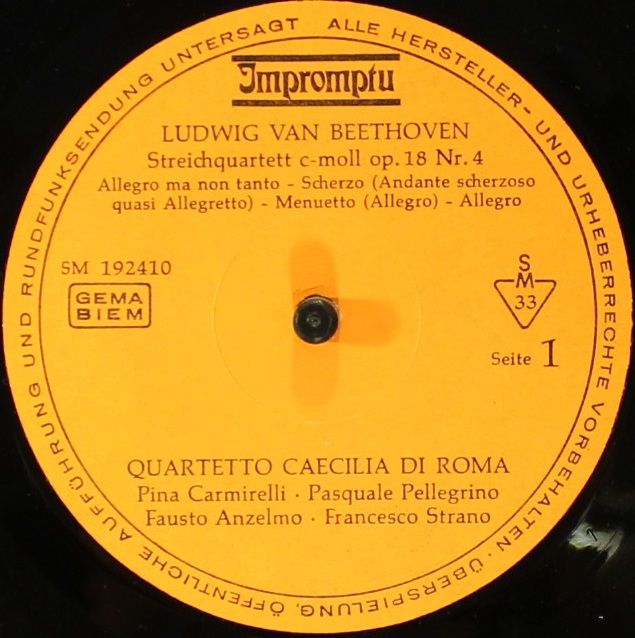 ALLE HERSTELLER- UND URHEBERRECHTE VORBEHALTEN · ÜBERSPIELUNG, ÖFFENTLICHE AUFFÜHRUNG UND RUNDFUNKSENDUNG UNTERSAGT
Impromptu
LUDWIG VAN BEETHOVEN
Streichquartett c-moll op. 18 Nr. 4
Allegro ma non tanto - Scherzo (Andante scherzoso
quasi Allegretto) - Menuetto (Allegro) - Allegro
SM 192410
GEMA
BIEM
S
M
33
Seite 1
QUARTETTO CAECILIA DI ROMA
Pina Carmirelli · Pasquale Pellegrino
Fausto Anzelmo · Francesco Strano